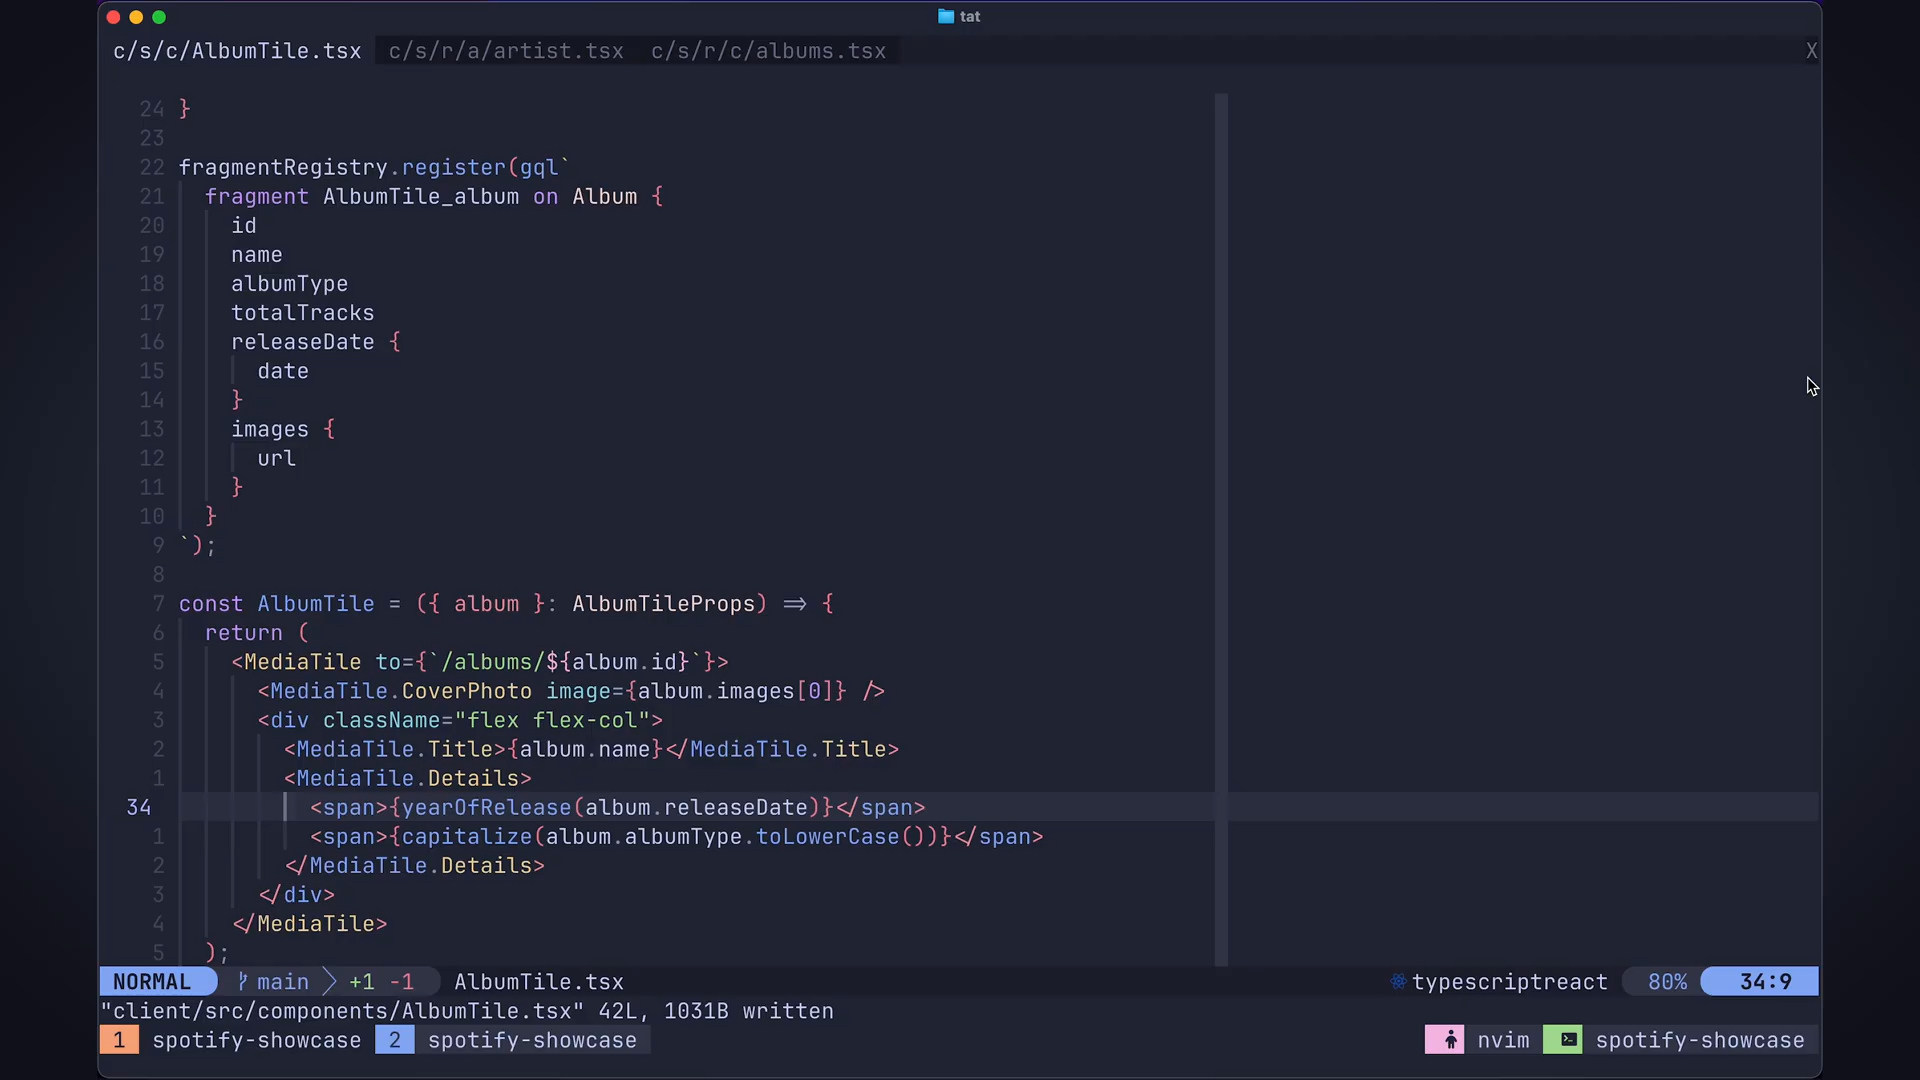 tat
c/s/c/AlbumTile.tsx c/s/r/a/artist.tsx c/s/r/c/albums.tsx X
24 }
23
22 fragmentRegistry.register(gql`
21   fragment AlbumTile_album on Album {
20     id
19     name
18     albumType
17     totalTracks
16     releaseDate {
15       date
14     }
13     images {
12       url
11     }
10   }
9 `);
8
7 const AlbumTile = ({ album }: AlbumTileProps) => {
6   return (
5     <MediaTile to={`/albums/${album.id}`}>
4       <MediaTile.CoverPhoto image={album.images[0]} />
3       <div className="flex flex-col">
2         <MediaTile.Title>{album.name}</MediaTile.Title>
1         <MediaTile.Details>
34           <span>{yearOfRelease(album.releaseDate)}</span>
1           <span>{capitalize(album.albumType.toLowerCase())}</span>
2         </MediaTile.Details>
3       </div>
4     </MediaTile>
5   );
NORMAL main +1 -1 AlbumTile.tsx typescriptreact 80% 34:9
"client/src/components/AlbumTile.tsx" 42L, 1031B written
1 spotify-showcase 2 spotify-showcase nvim spotify-showcase